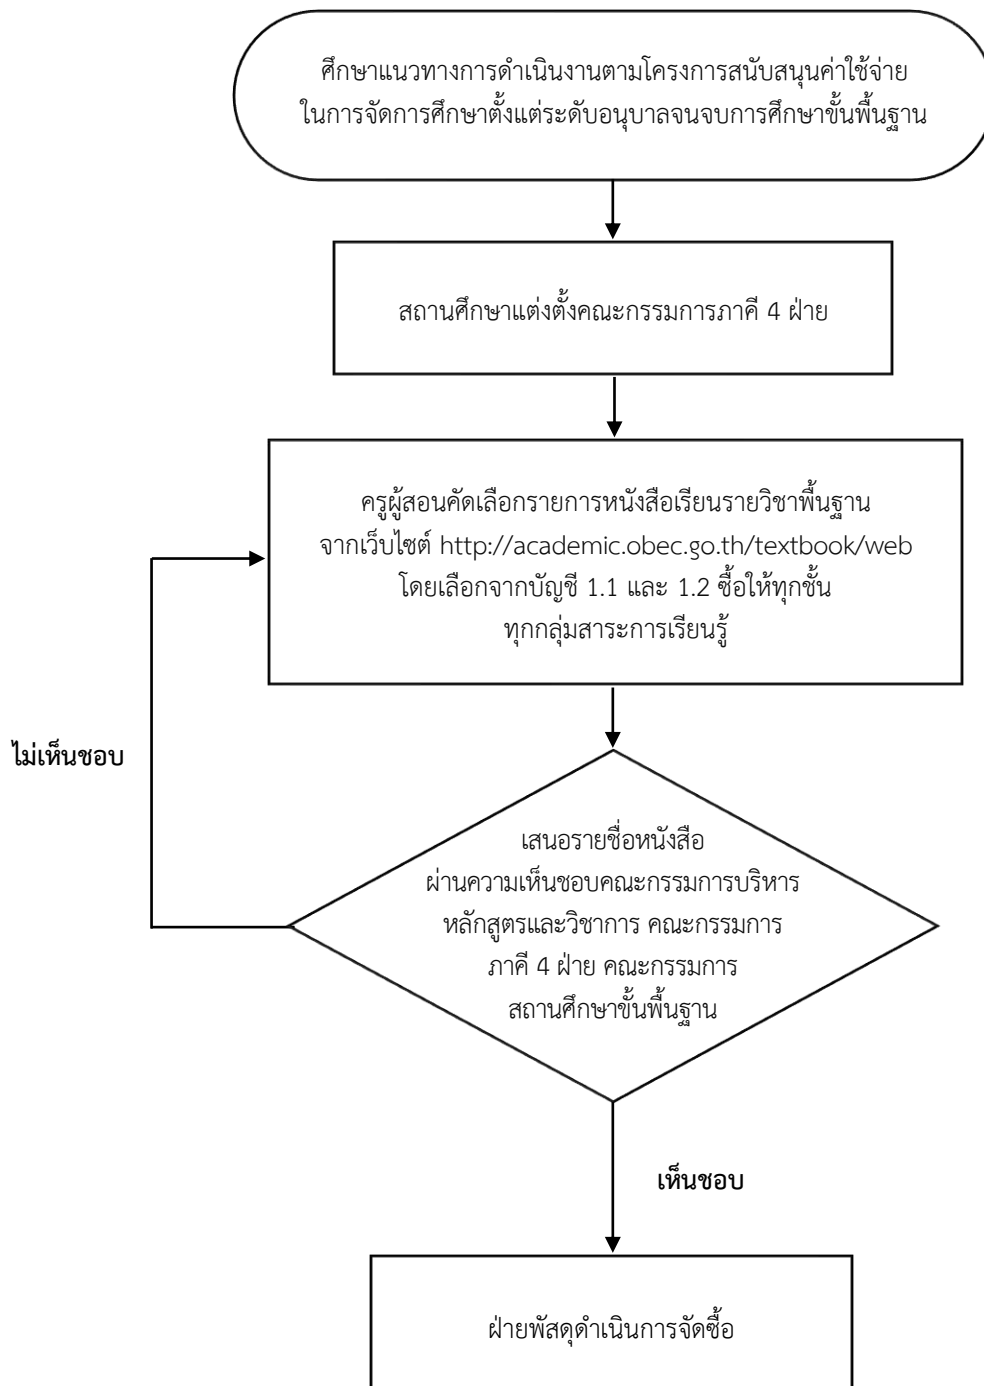 ศึกษาแนวทางการดำเนินงานตามโครงการสนับสนุนค่าใช้จ่าย
ในการจัดการศึกษาตั้งแต่ระดับอนุบาลจนจบการศึกษาขั้นพื้นฐาน
สถานศึกษาแต่งตั้งคณะกรรมการภาคี 4 ฝ่าย
ครูผู้สอนคัดเลือกรายการหนังสือเรียนรายวิชาพื้นฐาน
จากเว็บไซต์ http://academic.obec.go.th/textbook/web
โดยเลือกจากบัญชี 1.1 และ 1.2 ซื้อให้ทุกชั้น
ทุกกลุ่มสาระการเรียนรู้
ไม่เห็นชอบ
เสนอรายชื่อหนังสือ
ผ่านความเห็นชอบคณะกรรมการบริหาร
หลักสูตรและวิชาการ คณะกรรมการ
ภาคี 4 ฝ่าย คณะกรรมการ
สถานศึกษาขั้นพื้นฐาน
เห็นชอบ
ฝ่ายพัสดุดำเนินการจัดซื้อ